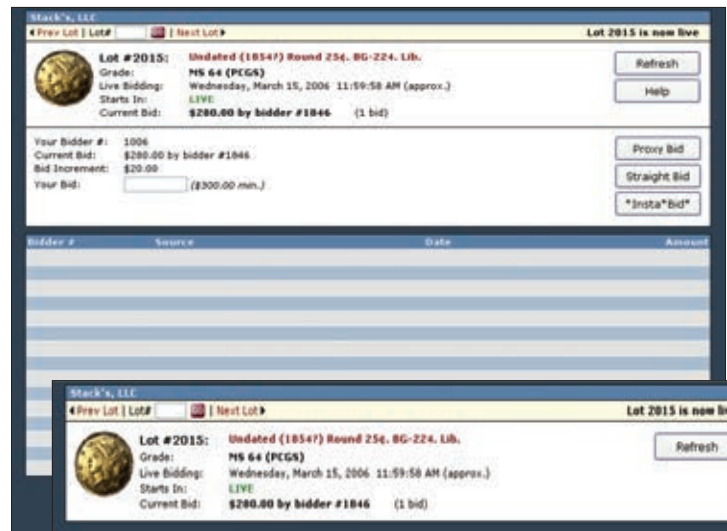 Stack's, LLC
Prev Lot | Lot# | Next Lot Lot 2015 is now live
Lot #2015: Undated (1854?) Round 25¢. BG-224. Lib.
Grade: MS 64 (PCGS)
Live Bidding: Wednesday, March 15, 2006 11:59:58 AM (approx.)
Starts In: LIVE
Current Bid: $280.00 by bidder #1846 (1 bid)
Refresh
Help
Your Bidder #: 1006
Current Bid: $280.00 by bidder #1846
Bid Increment: $20.00
Your Bid: ($300.00 min.)
Proxy Bid
Straight Bid
*Insta*Bid*
Bidder # Source Date Amount
Stack's, LLC
Prev Lot | Lot# | Next Lot Lot 2015 is now liv
Lot #2015: Undated (1854?) Round 25¢. BG-224. Lib.
Grade: MS 64 (PCGS)
Live Bidding: Wednesday, March 15, 2006 11:59:58 AM (approx.)
Starts In: LIVE
Current Bid: $280.00 by bidder #1846 (1 bid)
Refresh